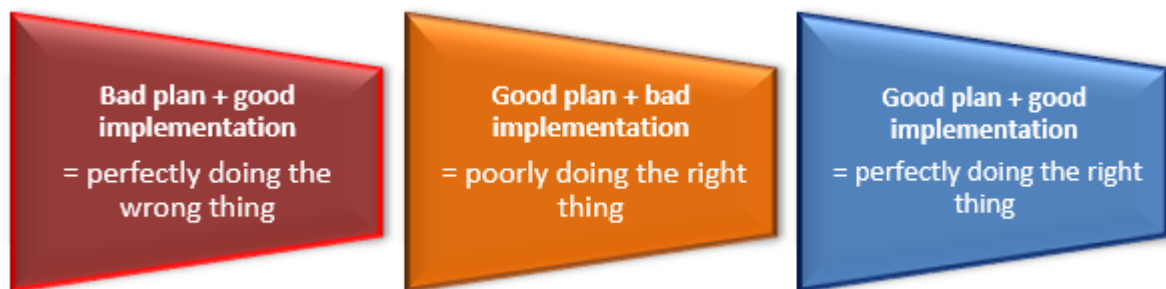 Bad plan + good
implementation
= perfectly doing the
wrong thing
Good plan + bad
implementation
= poorly doing the right
thing
Good plan + good
implementation
= perfectly doing the right
thing